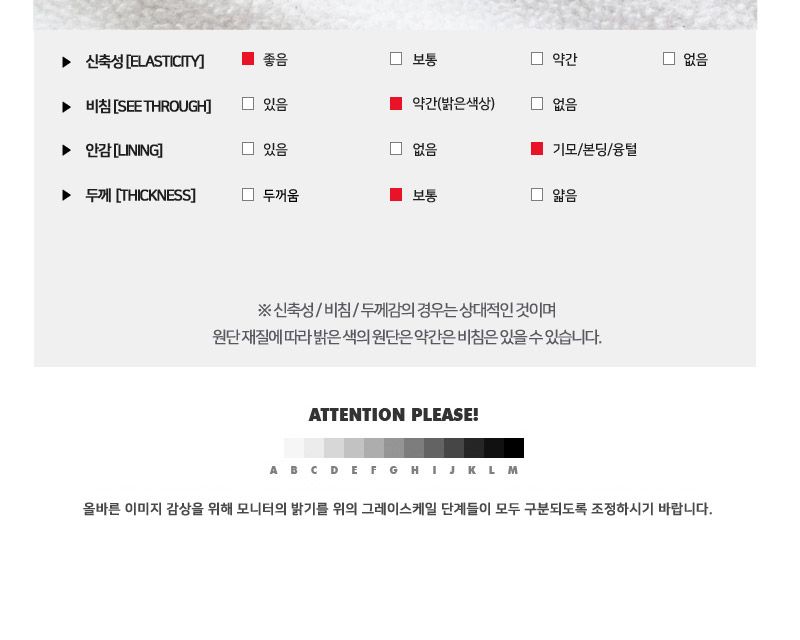 ▶ 신축성 [ELASTICITY] ■ 좋음 □ 보통 □ 약간 □ 없음
▶ 비침 [SEE THROUGH] □ 있음 ■ 약간(밝은색상) □ 없음
▶ 안감 [LINING] □ 있음 □ 없음 ■ 기모/본딩/융털
▶ 두께 [THICKNESS] □ 두꺼움 ■ 보통 □ 얇음
※ 신축성 / 비침 / 두께감의 경우는 상대적인 것이며
원단 재질에 따라 밝은 색의 원단은 약간은 비침은 있을 수 있습니다.
ATTENTION PLEASE!
A B C D E F G H I J K L M
올바른 이미지 감상을 위해 모니터의 밝기를 위의 그레이스케일 단계들이 모두 구분되도록 조정하시기 바랍니다.